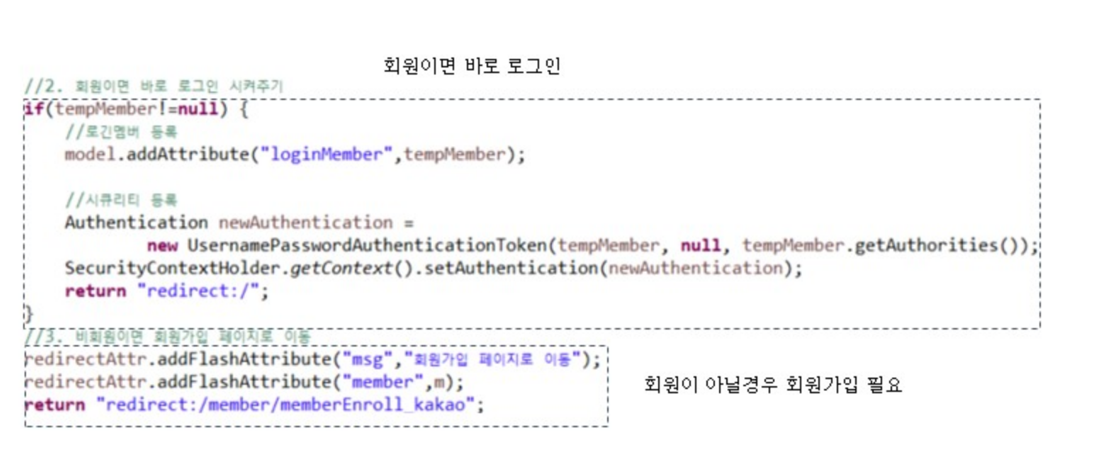 회원이면 바로 로그인
//2. 회원이면 바로 로그인 시켜주기
if(tempMember!=null) {
//로긴멤버 등록
model.addAttribute("loginMember",tempMember);
//시큐리티 등록
Authentication newAuthentication =
new UsernamePasswordAuthenticationToken(tempMember, null, tempMember.getAuthorities());
SecurityContextHolder.getContext().setAuthentication(newAuthentication);
return "redirect:/";
}
//3. 비회원이면 회원가입 페이지로 이동
redirectAttr.addFlashAttribute("msg","회원가입 페이지로 이동");
redirectAttr.addFlashAttribute("member",m);
return "redirect:/member/memberEnroll_kakao";
회원이 아닐경우 회원가입 필요